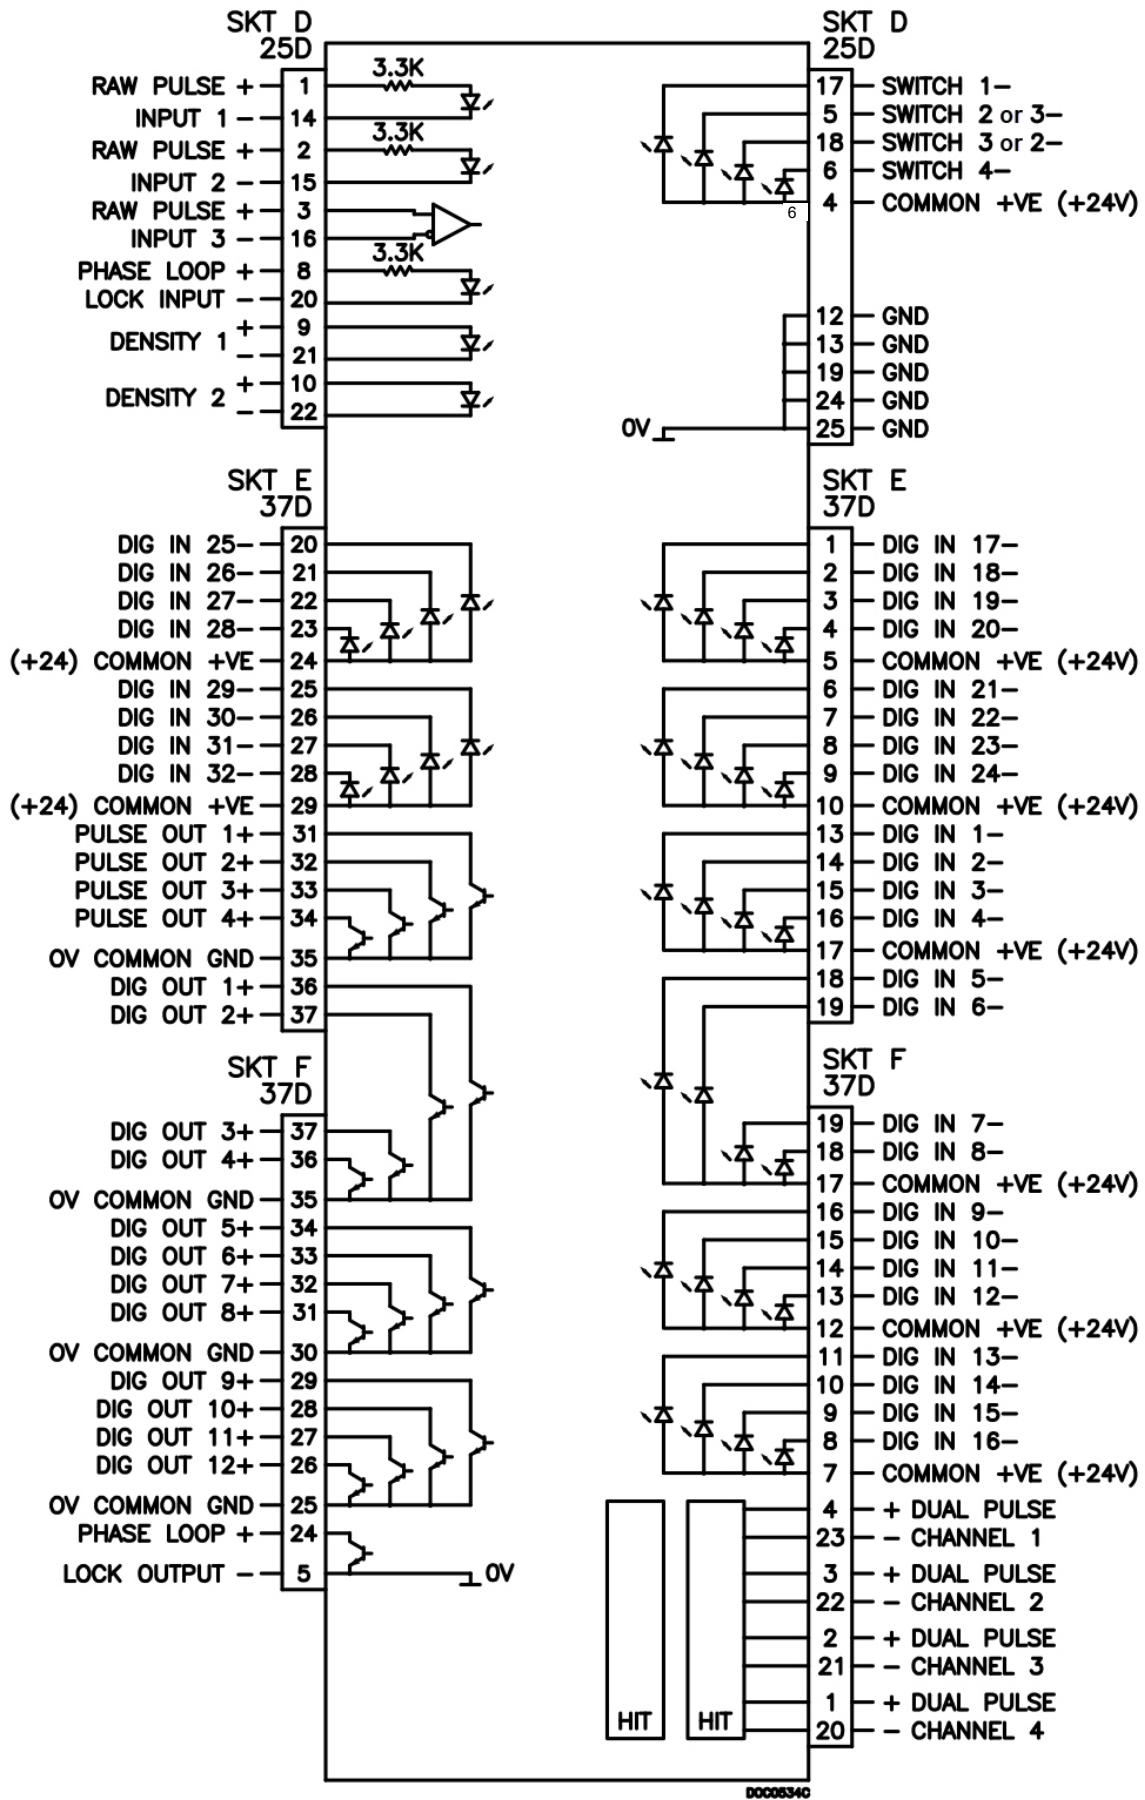 SKT D
25D
RAW PULSE + 1 3.3K
INPUT 1 − 14
RAW PULSE + 2 3.3K
INPUT 2 − 15
RAW PULSE + 3
INPUT 3 − 16
PHASE LOOP + 8 3.3K
LOCK INPUT − 20
DENSITY 1
+ 9
− 21
DENSITY 2
+ 10
− 22
SKT E
37D
DIG IN 25− 20
DIG IN 26− 21
DIG IN 27− 22
DIG IN 28− 23
(+24) COMMON +VE 24
DIG IN 29− 25
DIG IN 30− 26
DIG IN 31− 27
DIG IN 32− 28
(+24) COMMON +VE 29
PULSE OUT 1+ 31
PULSE OUT 2+ 32
PULSE OUT 3+ 33
PULSE OUT 4+ 34
0V COMMON GND 35
DIG OUT 1+ 36
DIG OUT 2+ 37
SKT F
37D
DIG OUT 3+ 37
DIG OUT 4+ 36
0V COMMON GND 35
DIG OUT 5+ 34
DIG OUT 6+ 33
DIG OUT 7+ 32
DIG OUT 8+ 31
0V COMMON GND 30
DIG OUT 9+ 29
DIG OUT 10+ 28
DIG OUT 11+ 27
DIG OUT 12+ 26
0V COMMON GND 25
PHASE LOOP + 24
LOCK OUTPUT − 5 0V
SKT D
25D
17 SWITCH 1−
5 SWITCH 2 or 3−
18 SWITCH 3 or 2−
6 SWITCH 4−
6
4 COMMON +VE (+24V)
12 GND
13 GND
19 GND
24 GND
0V 25 GND
SKT E
37D
1 DIG IN 17−
2 DIG IN 18−
3 DIG IN 19−
4 DIG IN 20−
5 COMMON +VE (+24V)
6 DIG IN 21−
7 DIG IN 22−
8 DIG IN 23−
9 DIG IN 24−
10 COMMON +VE (+24V)
13 DIG IN 1−
14 DIG IN 2−
15 DIG IN 3−
16 DIG IN 4−
17 COMMON +VE (+24V)
18 DIG IN 5−
19 DIG IN 6−
SKT F
37D
19 DIG IN 7−
18 DIG IN 8−
17 COMMON +VE (+24V)
16 DIG IN 9−
15 DIG IN 10−
14 DIG IN 11−
13 DIG IN 12−
12 COMMON +VE (+24V)
11 DIG IN 13−
10 DIG IN 14−
9 DIG IN 15−
8 DIG IN 16−
7 COMMON +VE (+24V)
4 + DUAL PULSE
23 − CHANNEL 1
3 + DUAL PULSE
22 − CHANNEL 2
2 + DUAL PULSE
21 − CHANNEL 3
1 + DUAL PULSE
20 − CHANNEL 4
HIT
HIT
DOC0534C